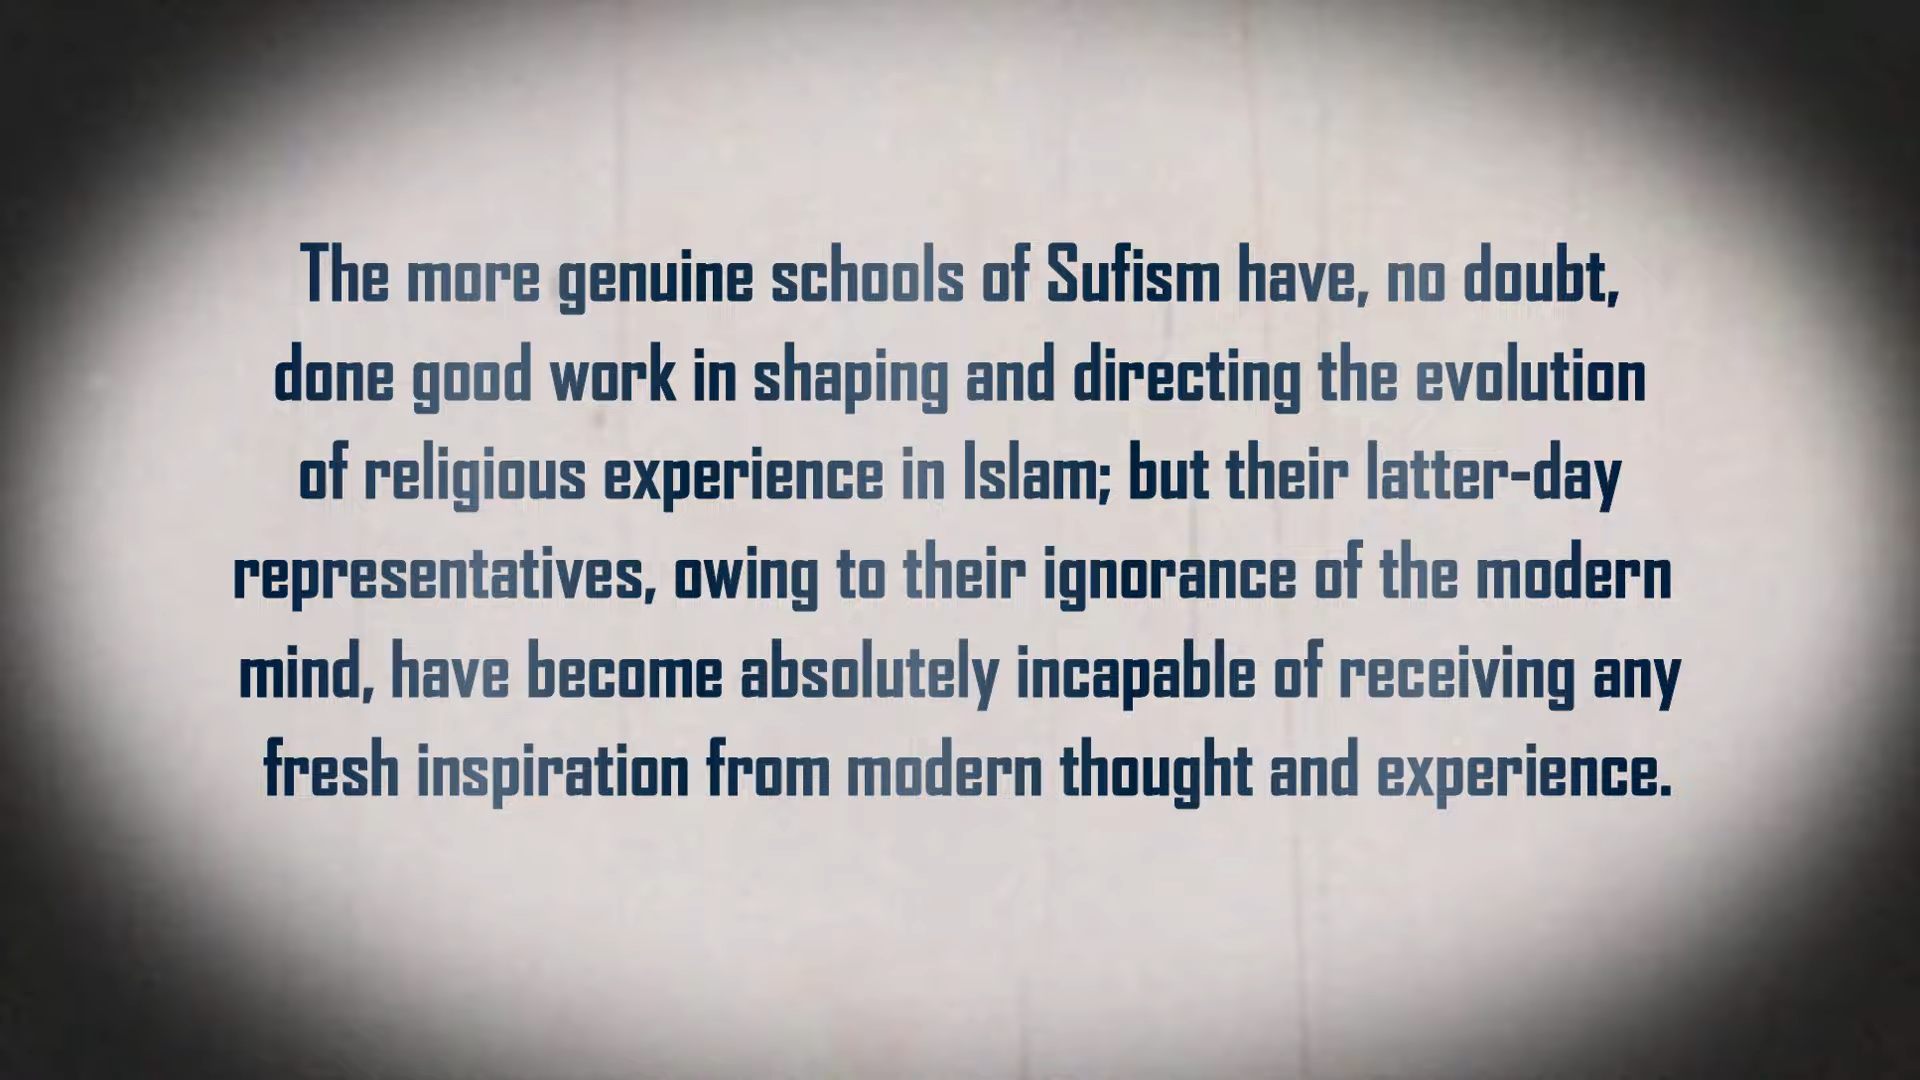 The more genuine schools of Sufism have, no doubt,
done good work in shaping and directing the evolution
of religious experience in Islam; but their latter-day
representatives, owing to their ignorance of the modern
mind, have become absolutely incapable of receiving any
fresh inspiration from modern thought and experience.